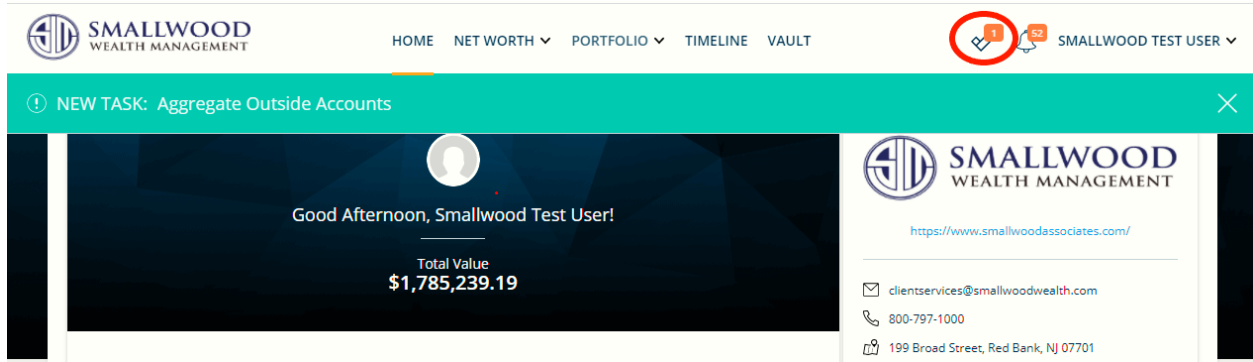 SMALLWOOD
WEALTH MANAGEMENT
HOME NET WORTH PORTFOLIO TIMELINE VAULT
1
52
SMALLWOOD TEST USER
NEW TASK: Aggregate Outside Accounts
Good Afternoon, Smallwood Test User!
Total Value
$1,785,239.19
SMALLWOOD
WEALTH MANAGEMENT
https://www.smallwoodassociates.com/
clientservices@smallwoodwealth.com
800-797-1000
199 Broad Street, Red Bank, NJ 07701